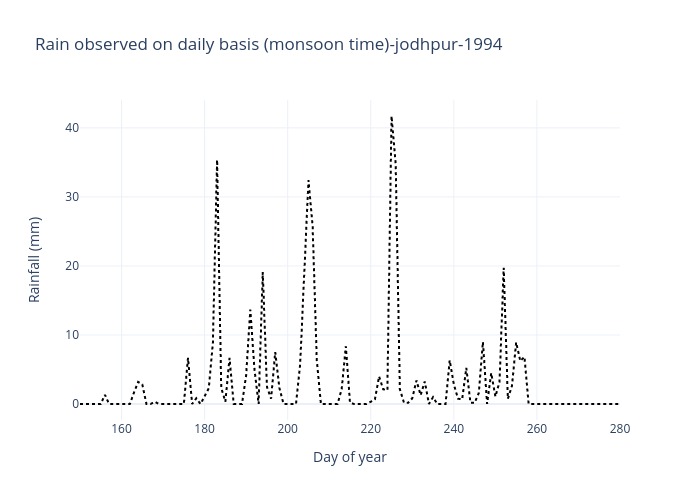 Rain observed on daily basis (monsoon time)-jodhpur-1994
40
30
20
10
0
Rainfall (mm)
160 180 200 220 240 260 280
Day of year